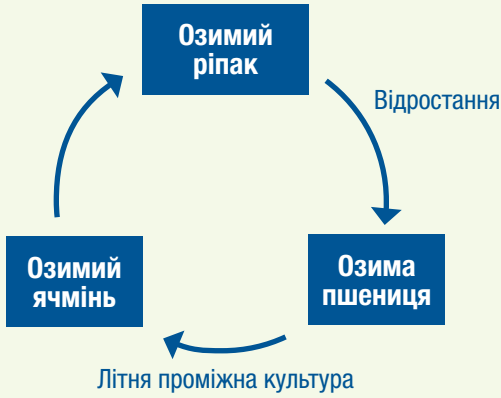 Озимий
ріпак
Відростання
Озимий
ячмінь
Озима
пшениця
Літня проміжна культура